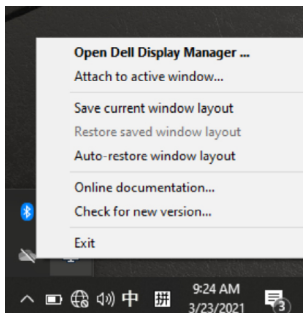 Open Dell Display Manager ...
Attach to active window...
Save current window layout
Restore saved window layout
Auto-restore window layout
Online documentation...
Check for new version...
Exit
中 拼 9:24 AM
3/23/2021 3